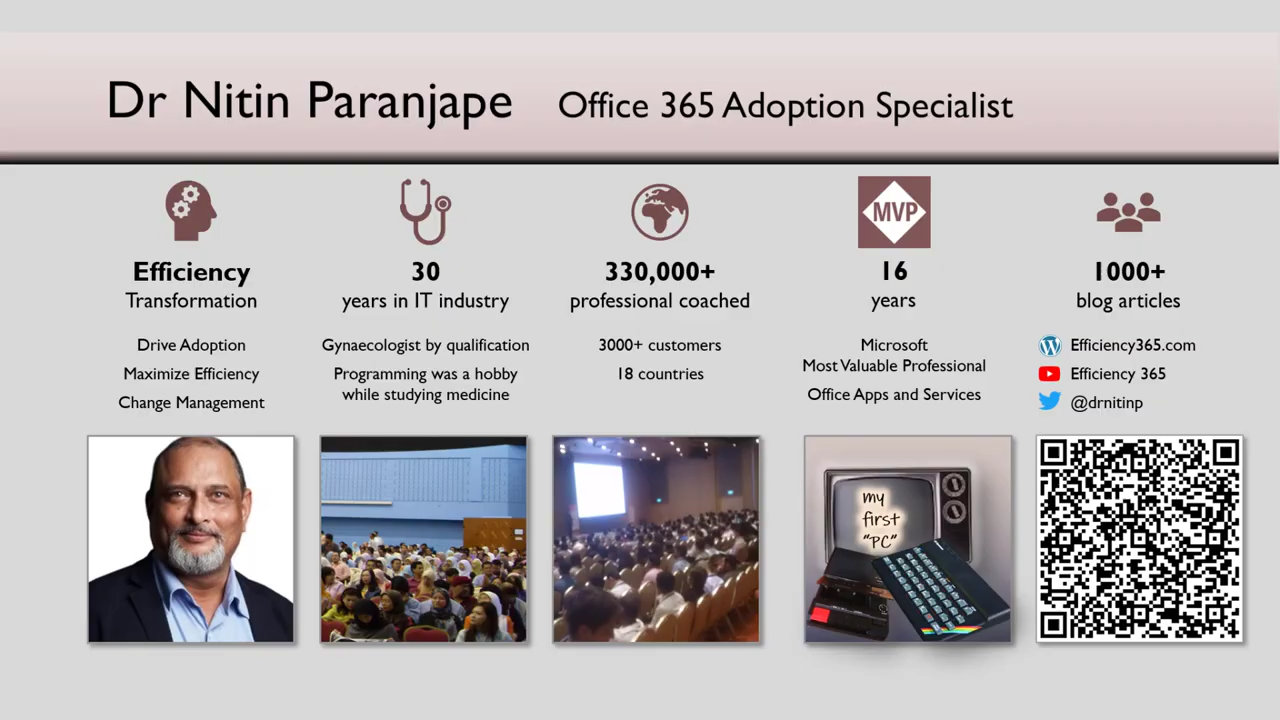 Dr Nitin Paranjape Office 365 Adoption Specialist
MVP
Efficiency
Transformation
Drive Adoption
Maximize Efficiency
Change Management
30
years in IT industry
Gynaecologist by qualification
Programming was a hobby
while studying medicine
330,000+
professional coached
3000+ customers
18 countries
16
years
Microsoft
Most Valuable Professional
Office Apps and Services
1000+
blog articles
Efficiency365.com
Efficiency 365
@drnitinp
my
first
"PC"